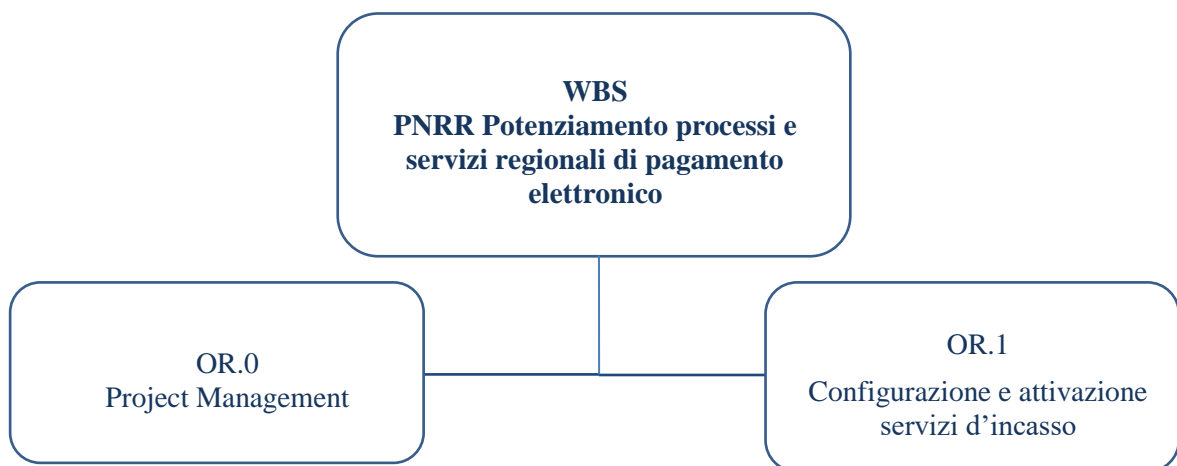 WBS
PNRR Potenziamento processi e
servizi regionali di pagamento
elettronico
OR.0
Project Management
OR.1
Configurazione e attivazione
servizi d’incasso